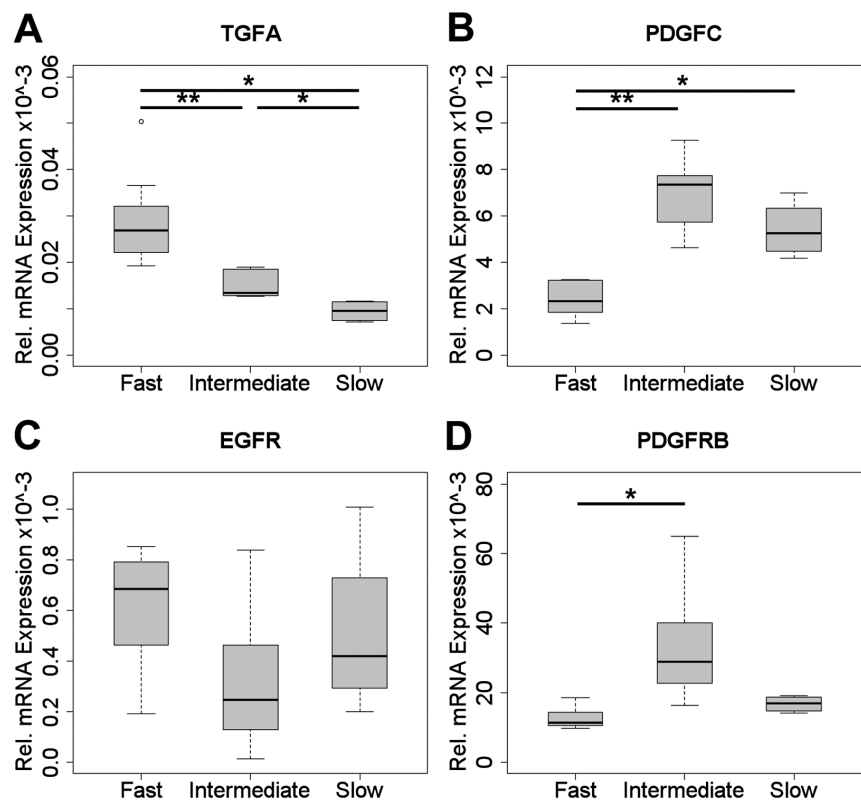 A
TGFA
Rel. mRNA Expression x10^-3
0.00
0.02
0.04
0.06
*
**
*
Fast
Intermediate
Slow
B
PDGFC
Rel. mRNA Expression x10^-3
0
2
4
6
8
10
12
*
**
Fast
Intermediate
Slow
C
EGFR
Rel. mRNA Expression x10^-3
0.0
0.2
0.4
0.6
0.8
1.0
Fast
Intermediate
Slow
D
PDGFRB
Rel. mRNA Expression x10^-3
0
20
40
60
80
*
Fast
Intermediate
Slow